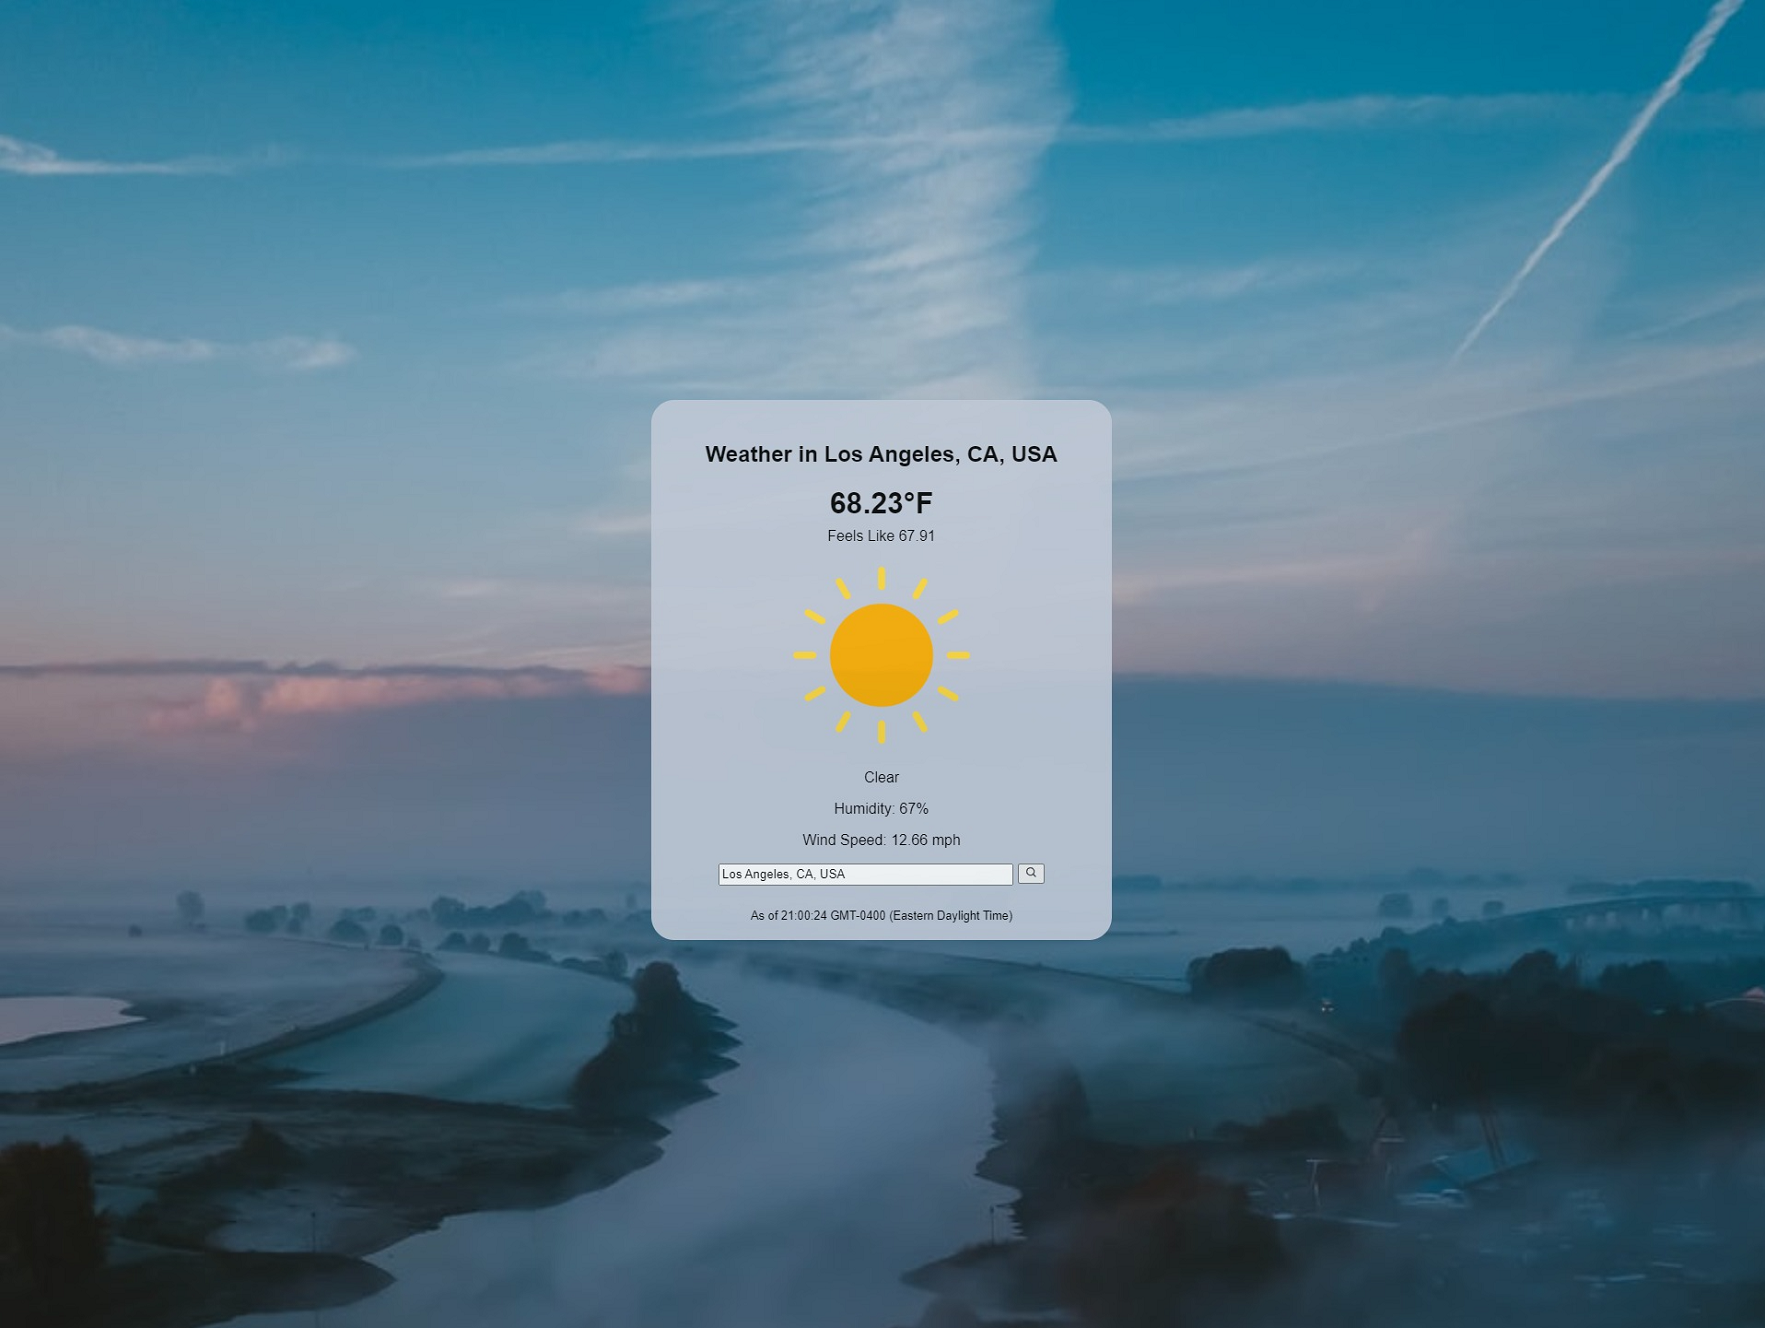 Weather in Los Angeles, CA, USA
68.23°F
Feels Like 67.91
Clear
Humidity: 67%
Wind Speed: 12.66 mph
Los Angeles, CA, USA
As of 21:00:24 GMT-0400 (Eastern Daylight Time)